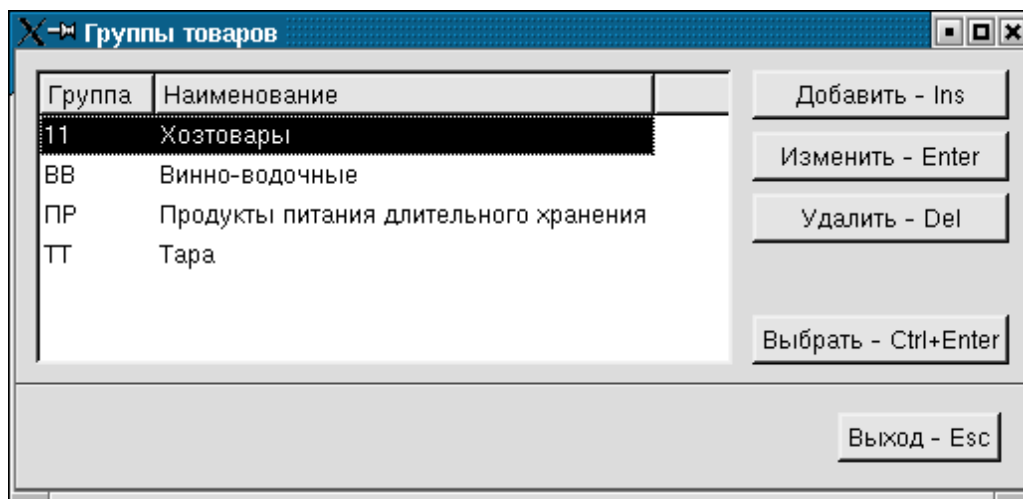 Группы товаров
Группа Наименование
11 Хозтовары
ВВ Винно-водочные
ПР Продукты питания длительного хранения
ТТ Тара
Добавить - Ins
Изменить - Enter
Удалить - Del
Выбрать - Ctrl+Enter
Выход - Esc